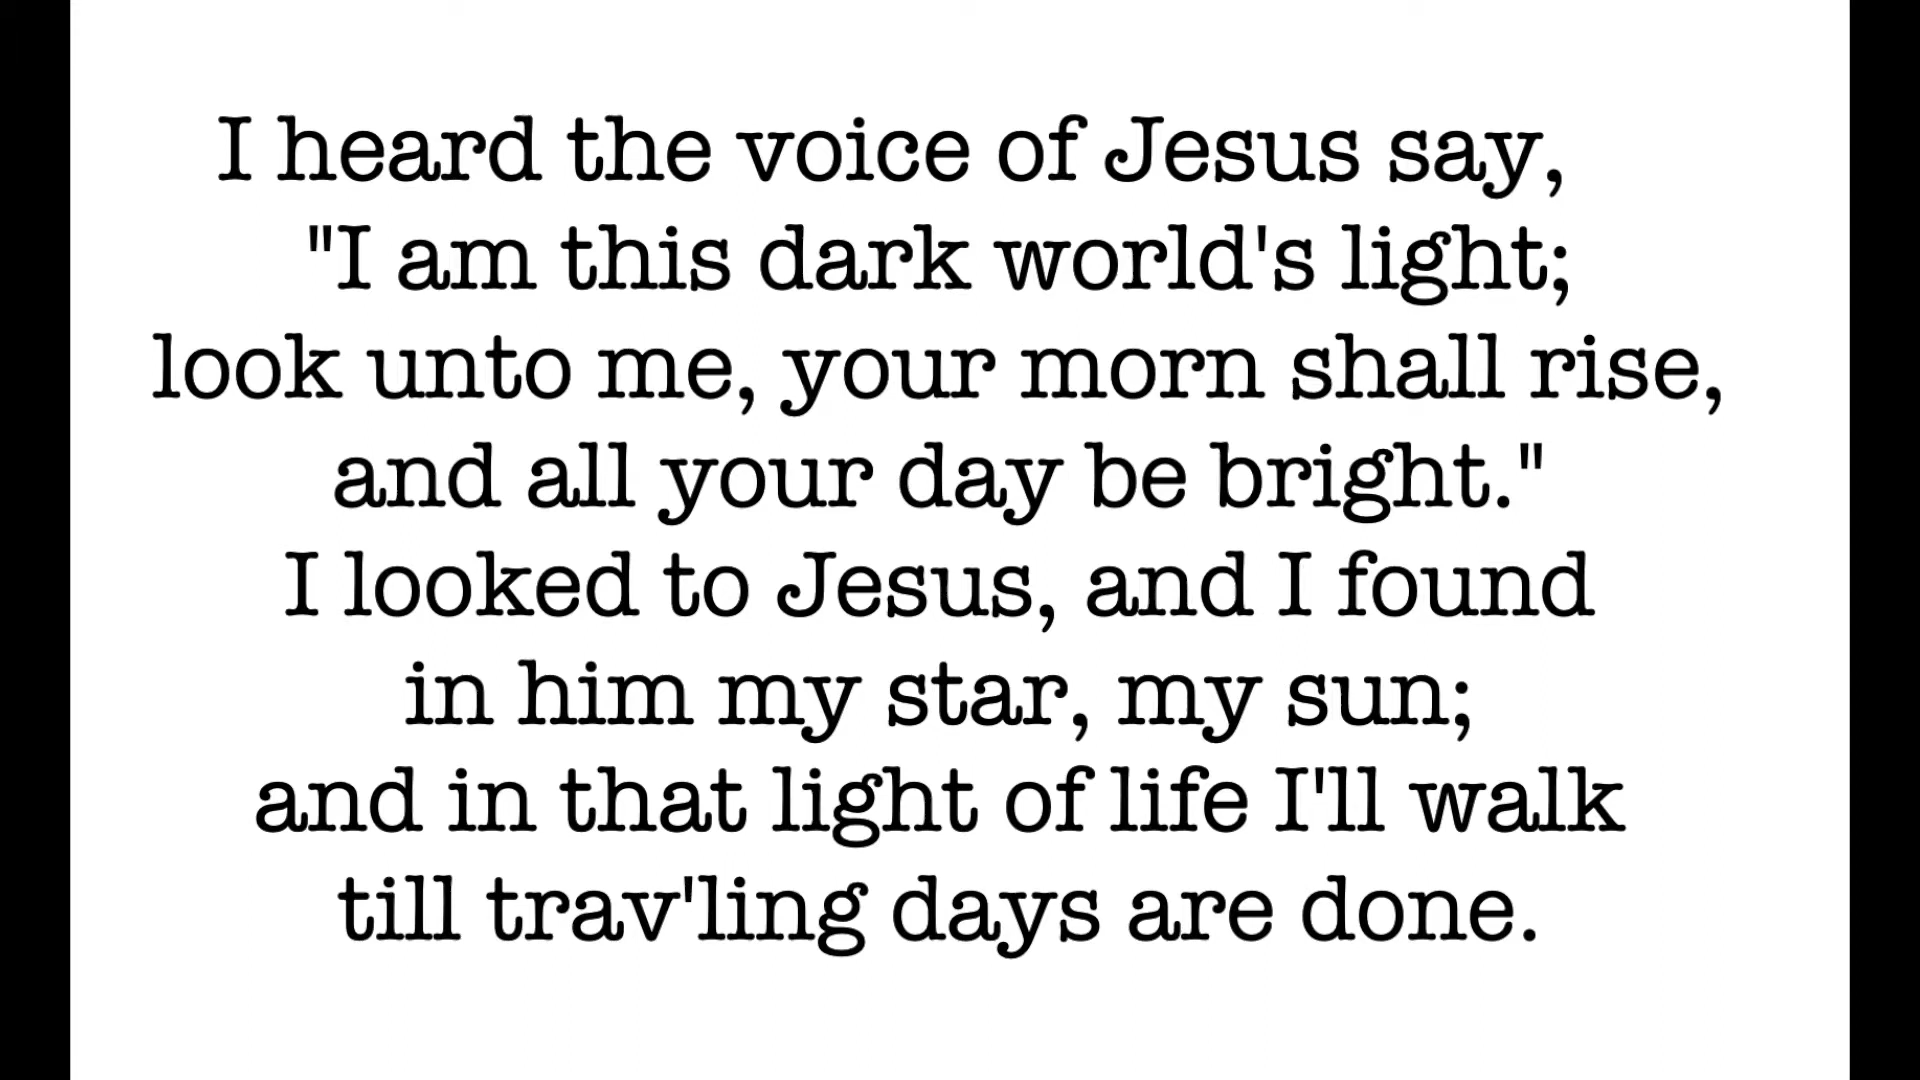 I heard the voice of Jesus say,
"I am this dark world's light;
look unto me, your morn shall rise,
and all your day be bright."
I looked to Jesus, and I found
in him my star, my sun;
and in that light of life I'll walk
till trav'ling days are done.